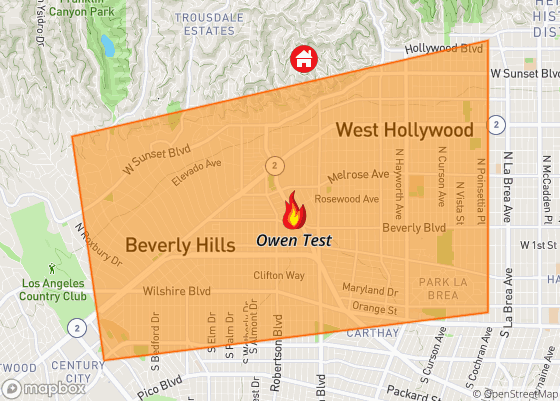 Franklin
Canyon Park
TROUSDALE
ESTATES
Hollywood Blvd
HIS
DIST
W Sunset Blvd
2
West Hollywood
W Sunset Blvd
2
Elevado Ave
Melrose Ave
Rosewood Ave
N Hayworth Ave
N Curson Ave
N Vista St
N Poinsettia Pl
N La Brea Ave
N McCadden Pl
N Roxbury Dr
Beverly Hills
Owen Test
Beverly Blvd
W 1st St
Los Angeles
Country Club
Clifton Way
Wilshire Blvd
Maryland Dr
PARK LA
BREA
Orange St
S La Brea Ave
2
S Bedford Dr
S Elm Dr
S Palm Dr
S Almont Dr
Robertson Blvd
CARTHAY
CENTURY
CITY
Pico Blvd
S Curson Ave
S Cochran Ave
Packard St
mapbox
© OpenStreetMap